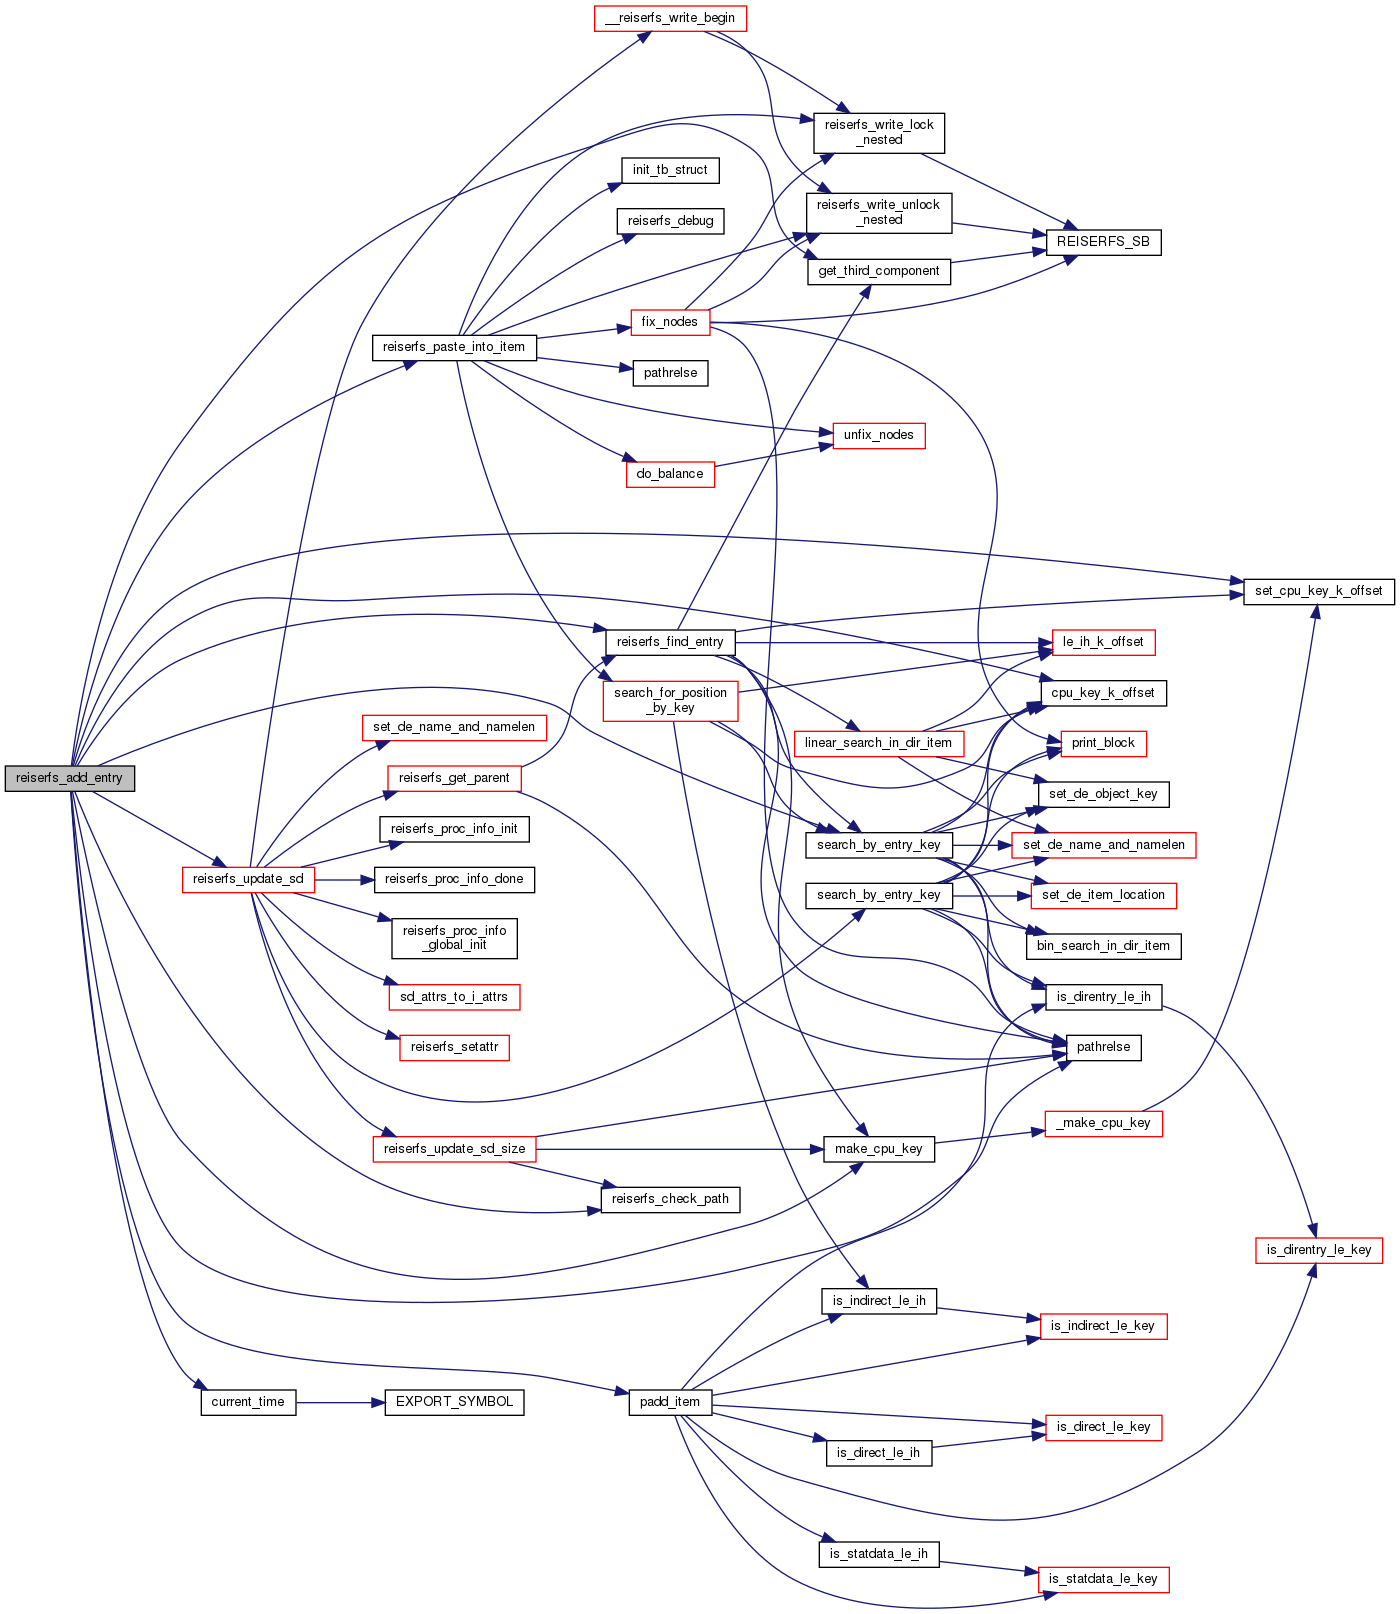 __reiserfs_write_begin
reiserfs_write_lock
_nested
init_tb_struct
reiserfs_write_unlock
_nested
reiserfs_debug
REISERFS_SB
get_third_component
fix_nodes
reiserfs_paste_into_item
pathrelse
unfix_nodes
do_balance
set_cpu_key_k_offset
reiserfs_find_entry
le_ih_k_offset
search_for_position
_by_key
cpu_key_k_offset
set_de_name_and_namelen
linear_search_in_dir_item
print_block
reiserfs_add_entry
reiserfs_get_parent
set_de_object_key
reiserfs_proc_info_init
search_by_entry_key
set_de_name_and_namelen
reiserfs_update_sd
reiserfs_proc_info_done
search_by_entry_key
set_de_item_location
reiserfs_proc_info
_global_init
bin_search_in_dir_item
sd_attrs_to_i_attrs
is_direntry_le_ih
reiserfs_setattr
pathrelse
_make_cpu_key
reiserfs_update_sd_size
make_cpu_key
reiserfs_check_path
is_direntry_le_key
is_indirect_le_ih
is_indirect_le_key
current_time
EXPORT_SYMBOL
padd_item
is_direct_le_key
is_direct_le_ih
is_statdata_le_ih
is_statdata_le_key